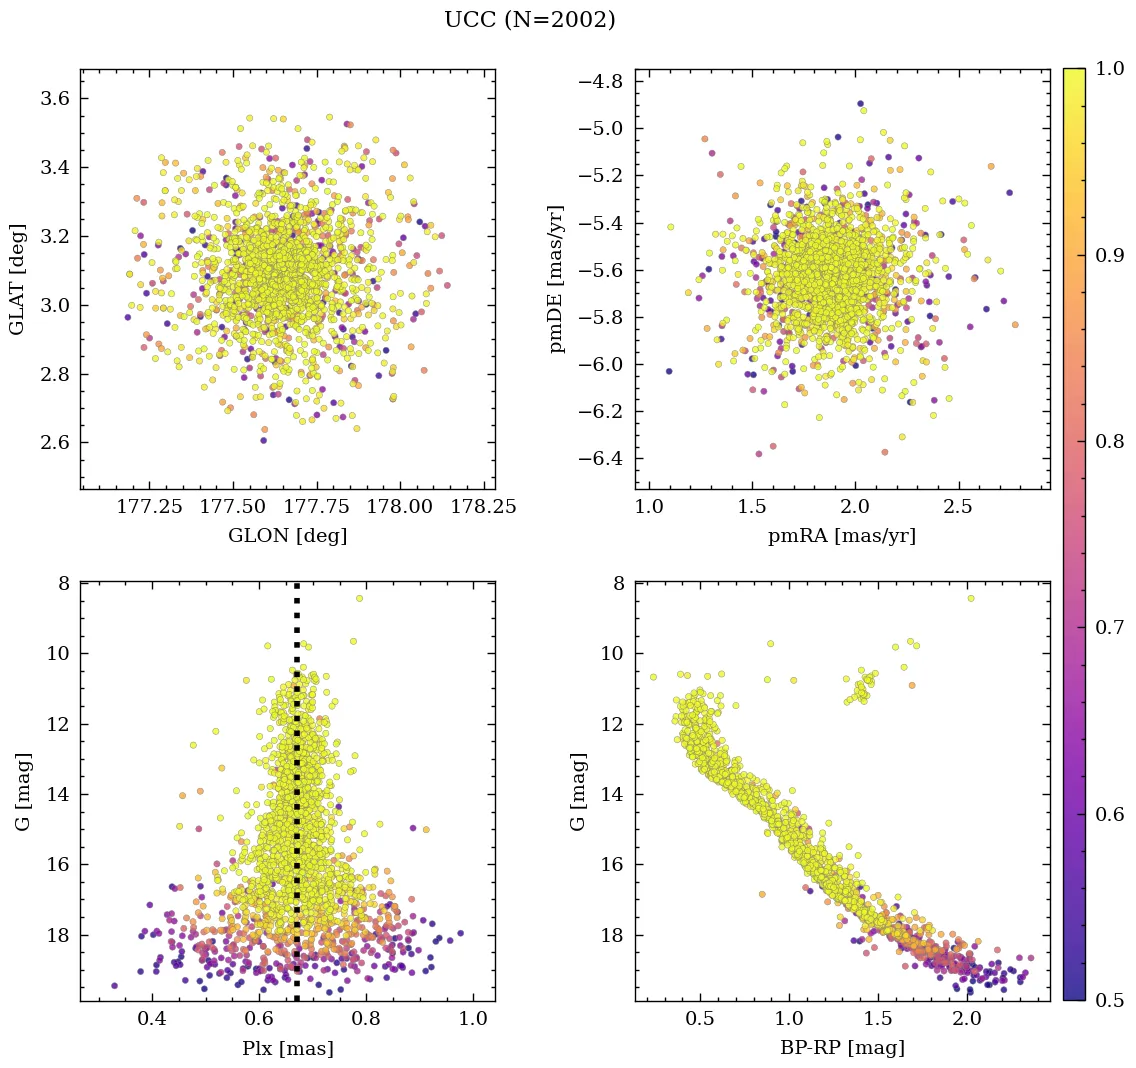 UCC (N=2002)
3.6
3.4
3.2
3.0
2.8
2.6
GLAT [deg]
177.25 177.50 177.75 178.00 178.25
GLON [deg]
−4.8
−5.0
−5.2
−5.4
−5.6
−5.8
−6.0
−6.2
−6.4
pmDE [mas/yr]
1.0 1.5 2.0 2.5
pmRA [mas/yr]
8
10
12
14
16
18
G [mag]
0.4 0.6 0.8 1.0
Plx [mas]
8
10
12
14
16
18
G [mag]
0.5 1.0 1.5 2.0
BP-RP [mag]
1.0
0.9
0.8
0.7
0.6
0.5